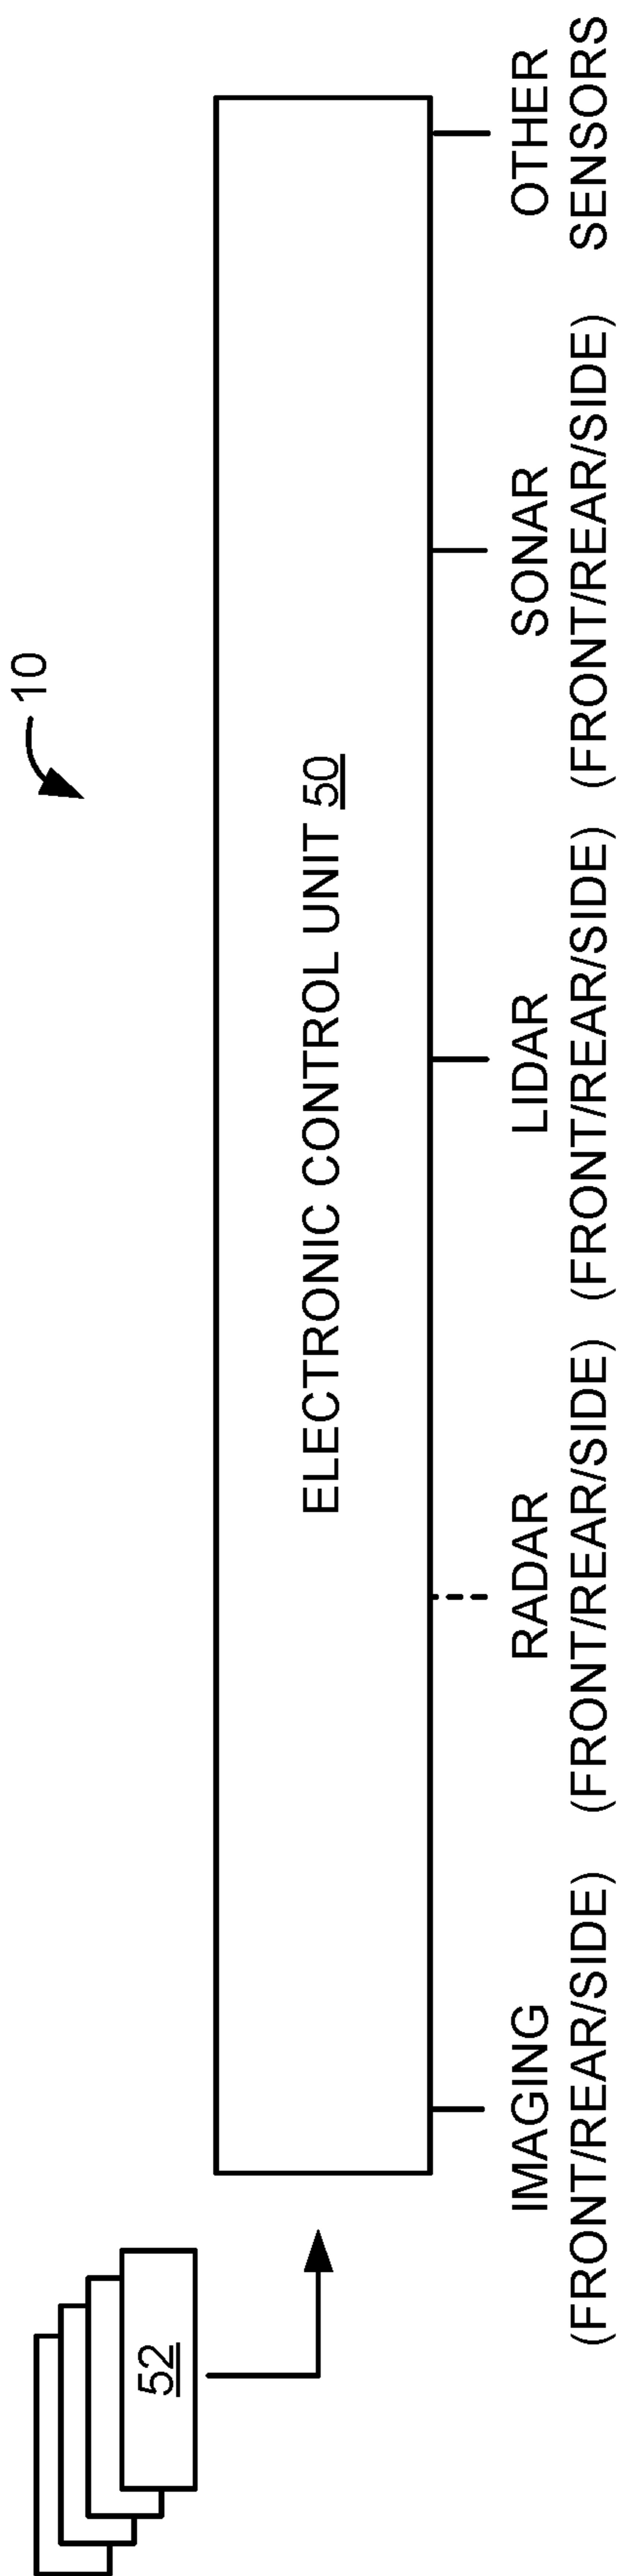 10
52
ELECTRONIC CONTROL UNIT 50
IMAGING
(FRONT/REAR/SIDE)
RADAR
(FRONT/REAR/SIDE)
LIDAR
(FRONT/REAR/SIDE)
SONAR
(FRONT/REAR/SIDE)
OTHER
SENSORS